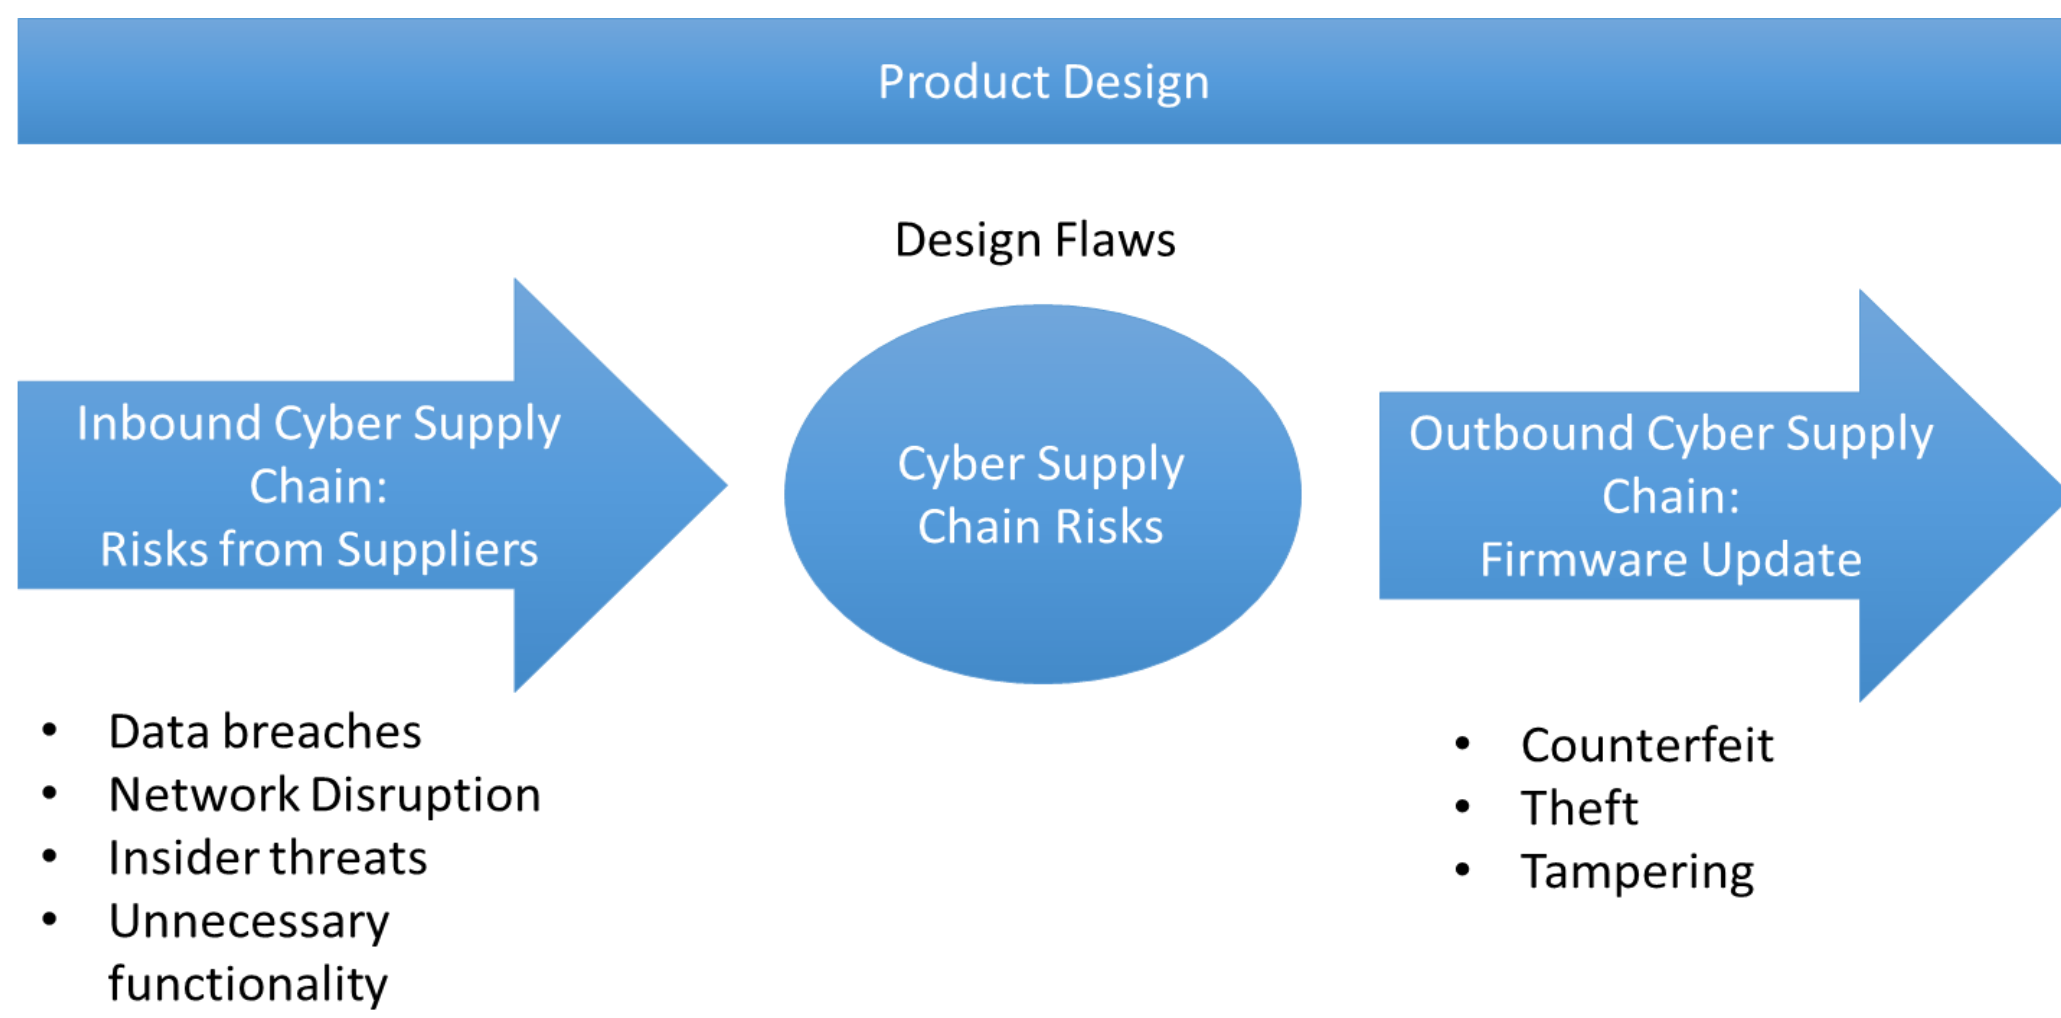 Product Design
Design Flaws
Inbound Cyber Supply
Chain:
Risks from Suppliers
Cyber Supply
Chain Risks
Outbound Cyber Supply
Chain:
Firmware Update
• Data breaches
• Network Disruption
• Insider threats
• Unnecessary
functionality
• Counterfeit
• Theft
• Tampering